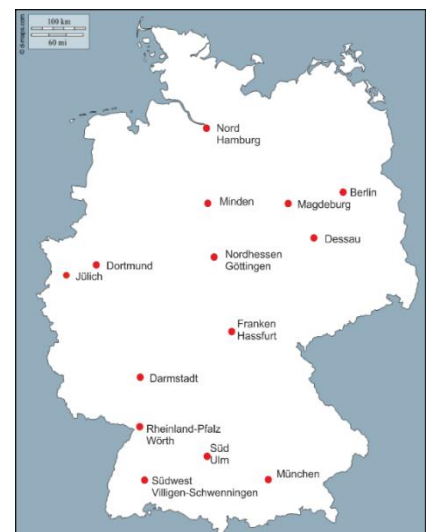 100 km
60 mi
© d-maps.com
Nord
Hamburg
Berlin
Minden
Magdeburg
Dessau
Nordhessen
Göttingen
Dortmund
Jülich
Franken
Hassfurt
Darmstadt
Rheinland-Pfalz
Wörth
Süd
Ulm
München
Südwest
Villigen-Schwenningen